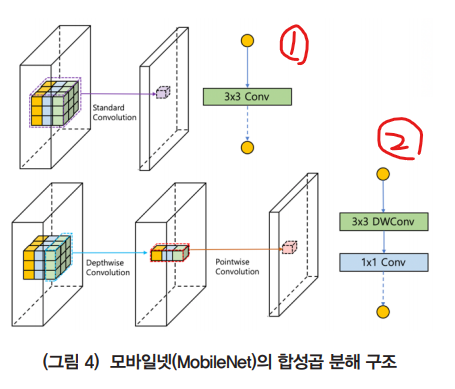 ①
3x3 Conv
Standard
Convolution
②
3x3 DWConv
1x1 Conv
Depthwise
Convolution
Pointwise
Convolution
(그림 4) 모바일넷(MobileNet)의 합성곱 분해 구조